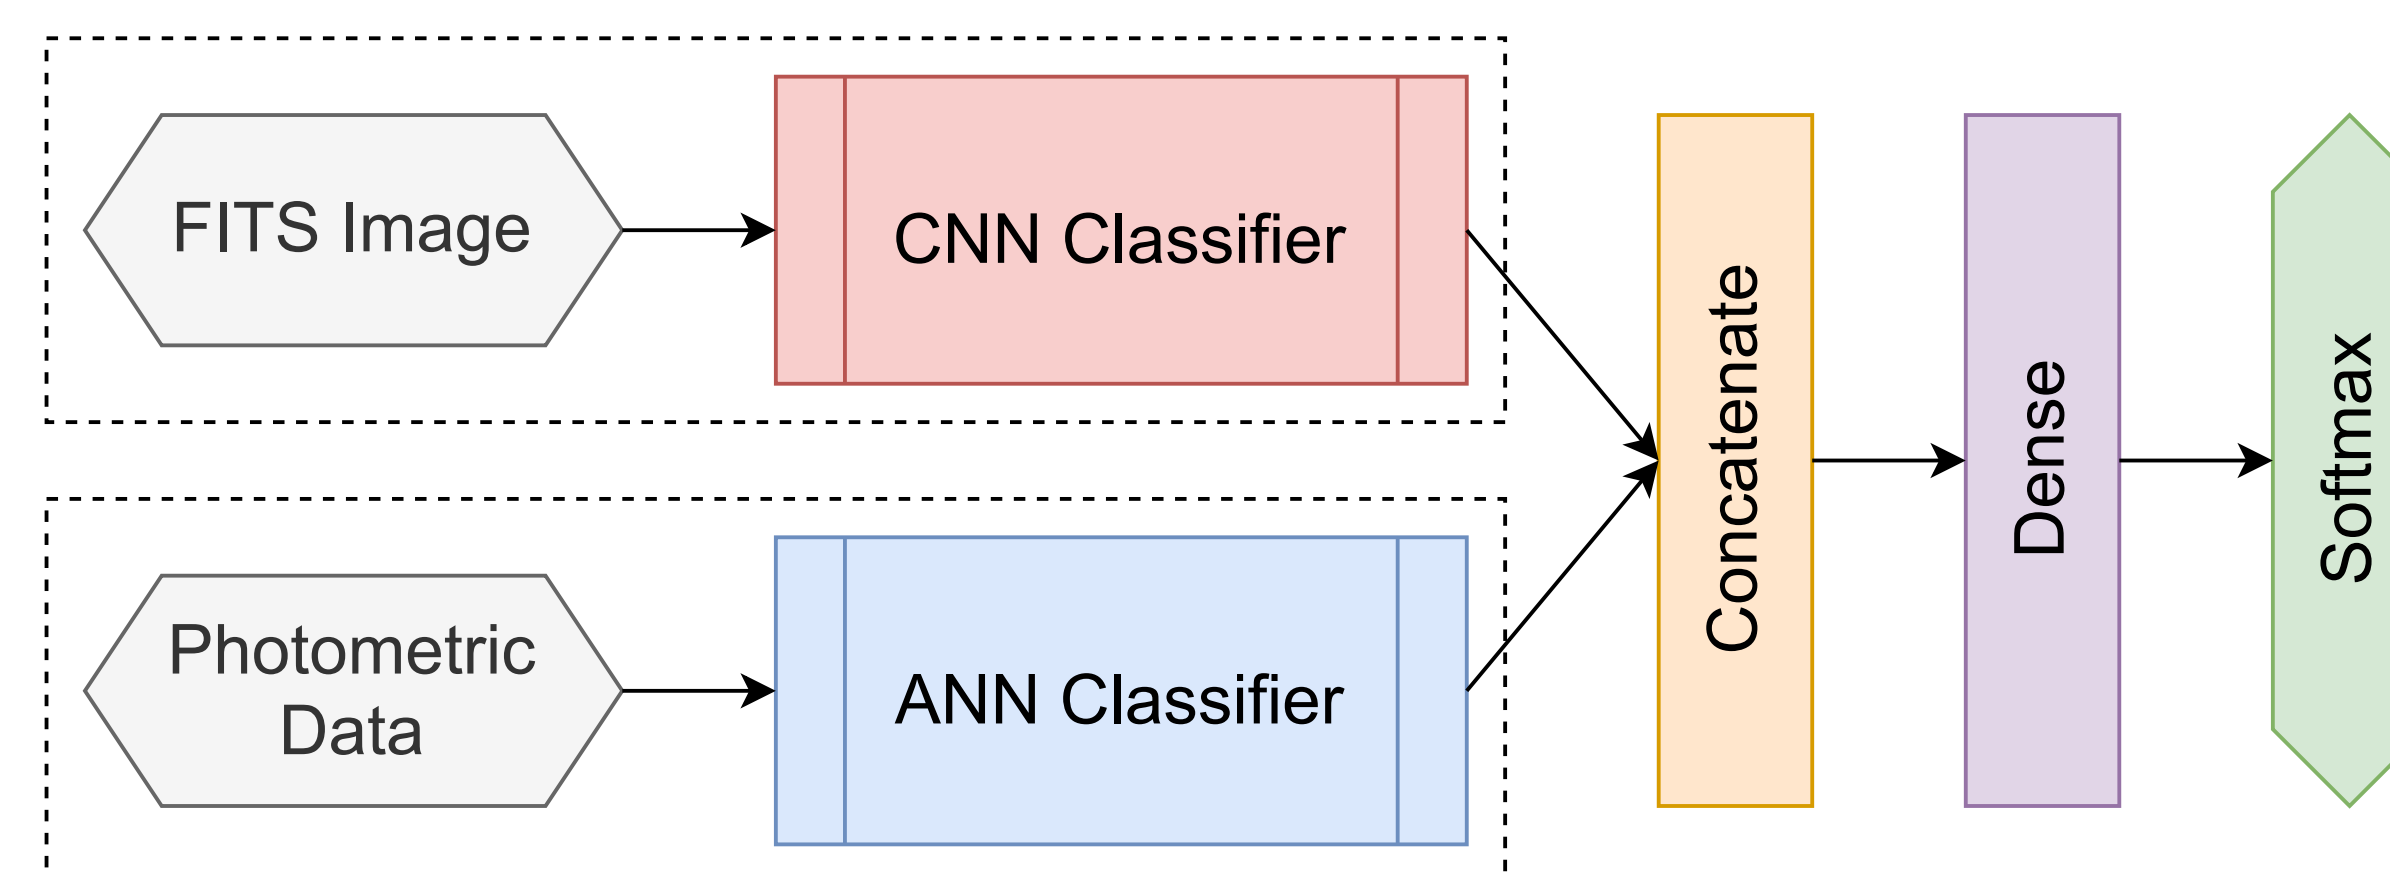 FITS Image
CNN Classifier
Photometric
Data
ANN Classifier
Concatenate
Dense
Softmax